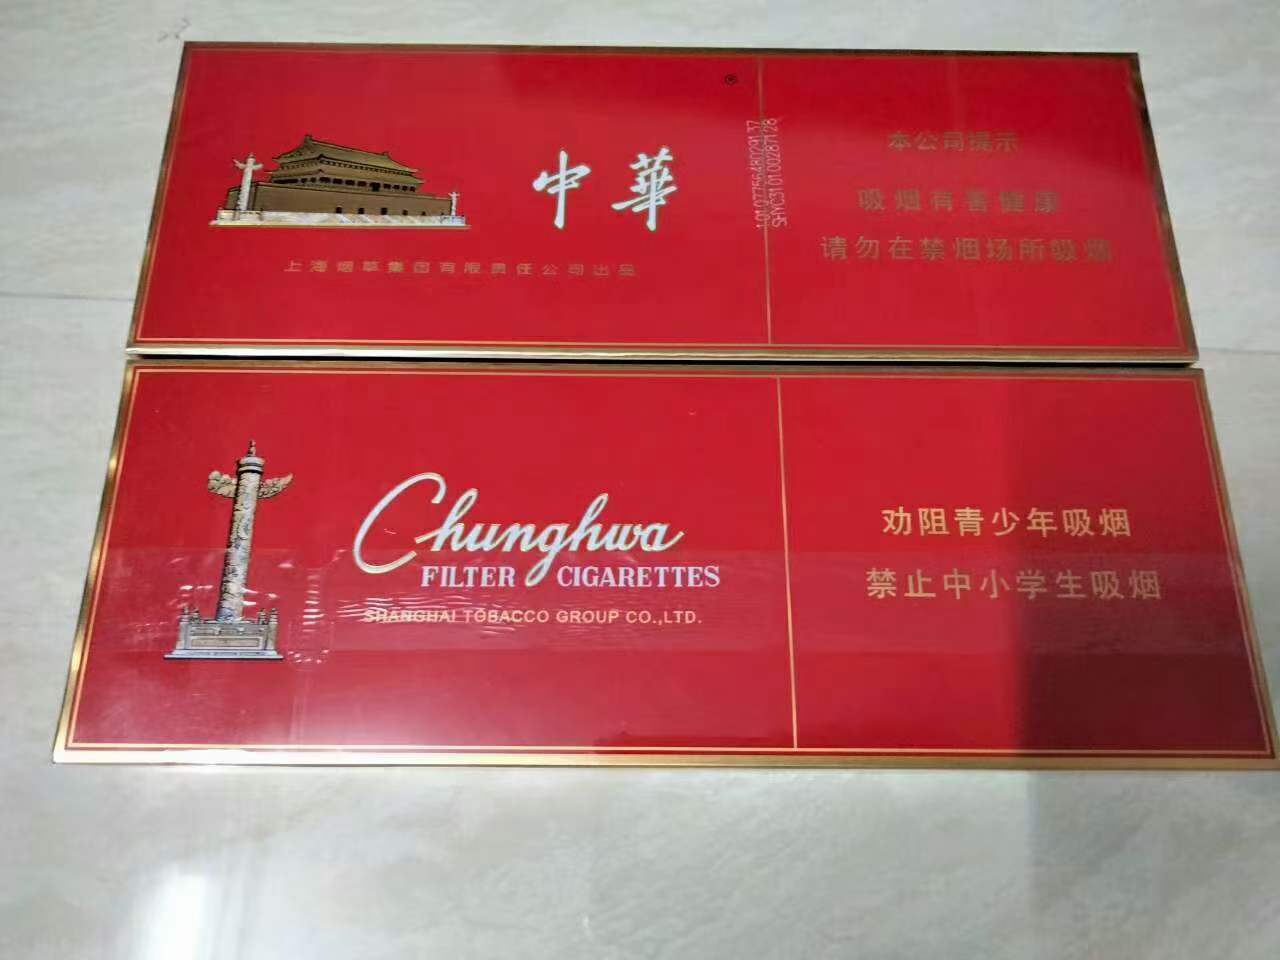 ®
中華
上海烟草集团有限责任公司出品
本公司提示
吸烟有害健康
请勿在禁烟场所吸烟
Chunghwa
FILTER CIGARETTES
SHANGHAI TOBACCO GROUP CO.,LTD.
劝阻青少年吸烟
禁止中小学生吸烟